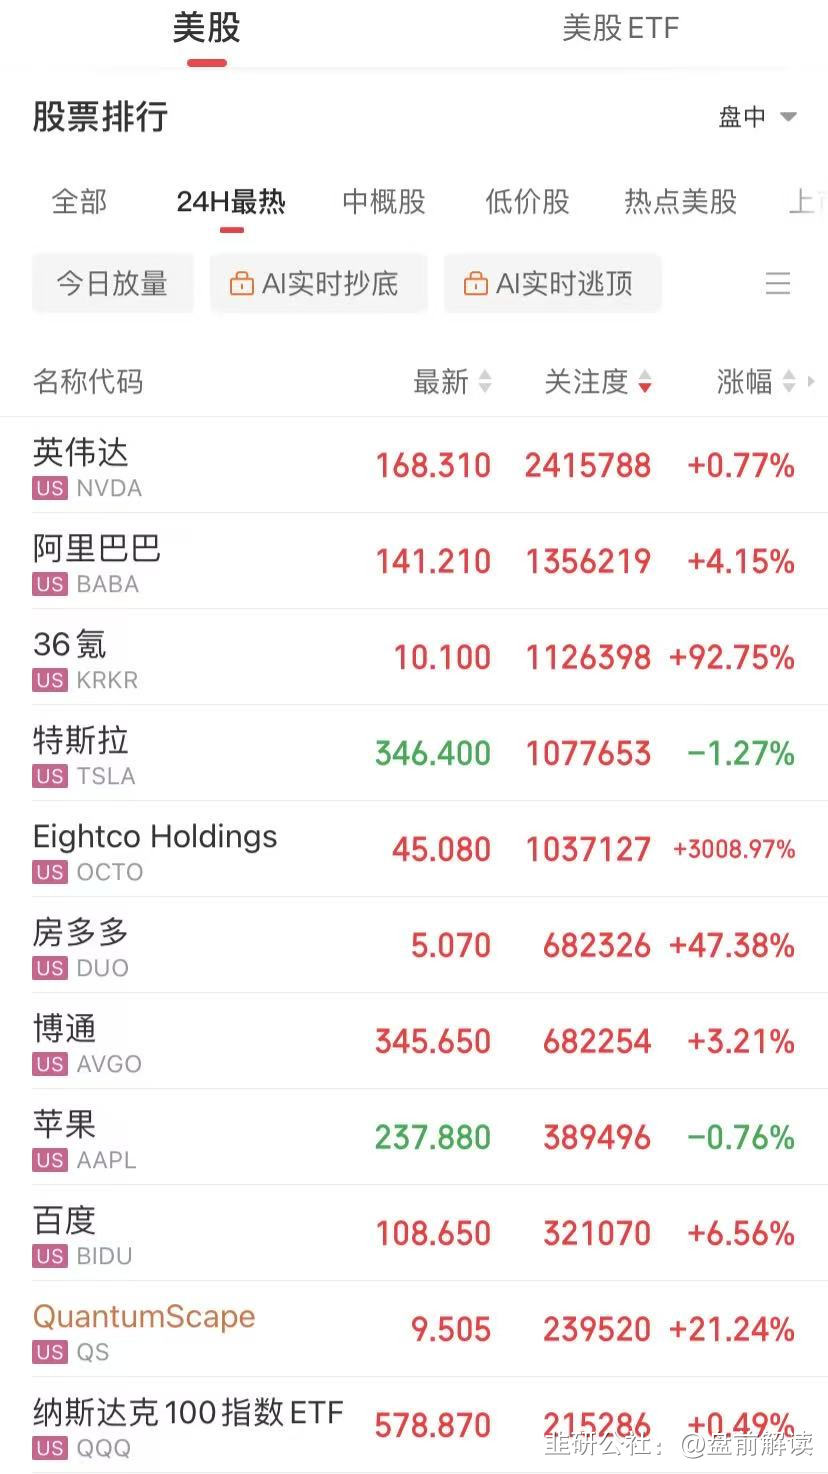 美股 美股ETF
股票排行 盘中
全部 24H最热 中概股 低价股 热点美股 上
今日放量 AI实时抄底 AI实时逃顶
名称代码 最新 关注度 涨幅
英伟达 168.310 2415788 +0.77%
US NVDA
阿里巴巴 141.210 1356219 +4.15%
US BABA
36氪 10.100 1126398 +92.75%
US KRKR
特斯拉 346.400 1077653 -1.27%
US TSLA
Eightco Holdings 45.080 1037127 +3008.97%
US OCTO
房多多 5.070 682326 +47.38%
US DUO
博通 345.650 682254 +3.21%
US AVGO
苹果 237.880 389496 -0.76%
US AAPL
百度 108.650 321070 +6.56%
US BIDU
QuantumScape 9.505 239520 +21.24%
US QS
纳斯达克100指数ETF 578.870 215286 +0.49%
US QQQ
韭研公社：@盘前解读